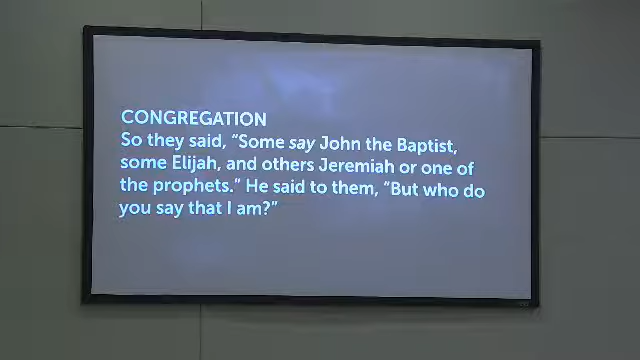 CONGREGATION
So they said, “Some say John the Baptist,
some Elijah, and others Jeremiah or one of
the prophets.” He said to them, “But who do
you say that I am?”